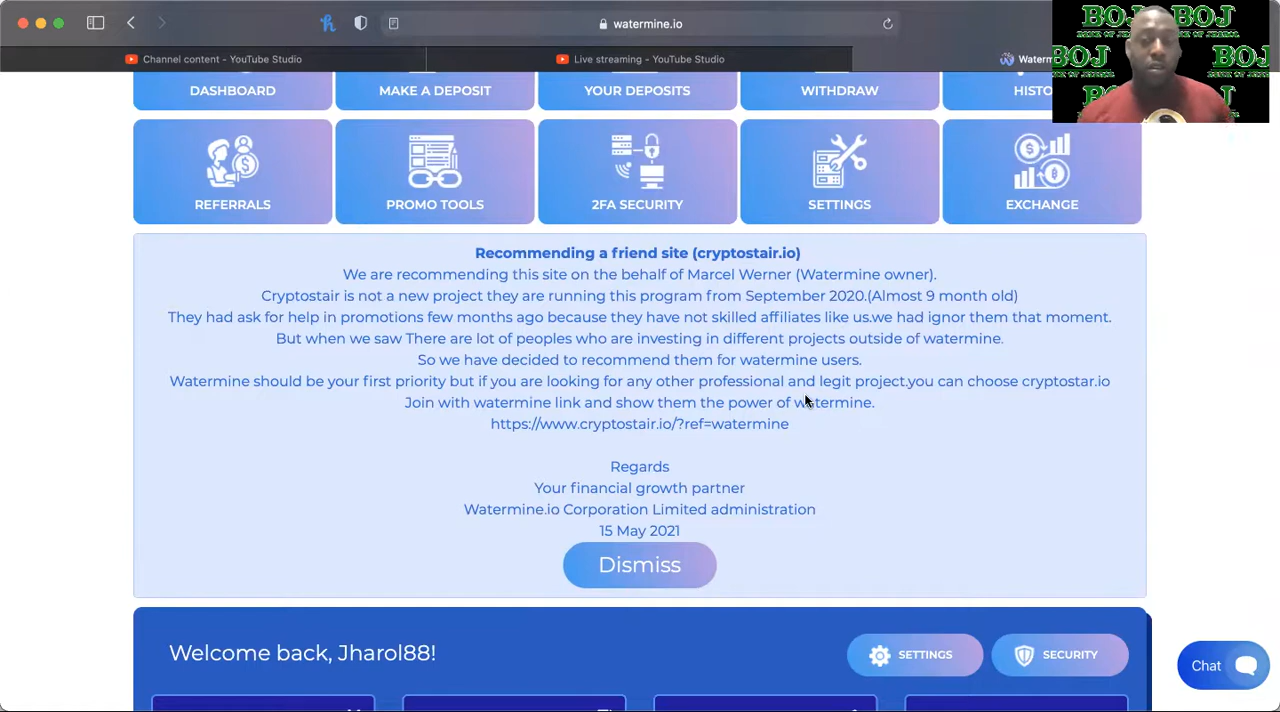 watermine.io
Channel content - YouTube Studio
Live streaming - YouTube Studio
BOJ BOJ
BOJ BOJ
DASHBOARD
MAKE A DEPOSIT
YOUR DEPOSITS
WITHDRAW
REFERRALS
PROMO TOOLS
2FA SECURITY
SETTINGS
EXCHANGE
Recommending a friend site (cryptostair.io)
We are recommending this site on the behalf of Marcel Werner (Watermine owner).
Cryptostair is not a new project they are running this program from September 2020.(Almost 9 month old)
They had ask for help in promotions few months ago because they have not skilled affiliates like us.we had ignor them that moment.
But when we saw There are lot of peoples who are investing in different projects outside of watermine.
So we have decided to recommend them for watermine users.
Watermine should be your first priority but if you are looking for any other professional and legit project,you can choose cryptostar.io
Join with watermine link and show them the power of watermine.
https://www.cryptostair.io/?ref=watermine
Regards
Your financial growth partner
Watermine.io Corporation Limited administration
15 May 2021
Dismiss
Welcome back, Jharol88!
SETTINGS
SECURITY
Chat